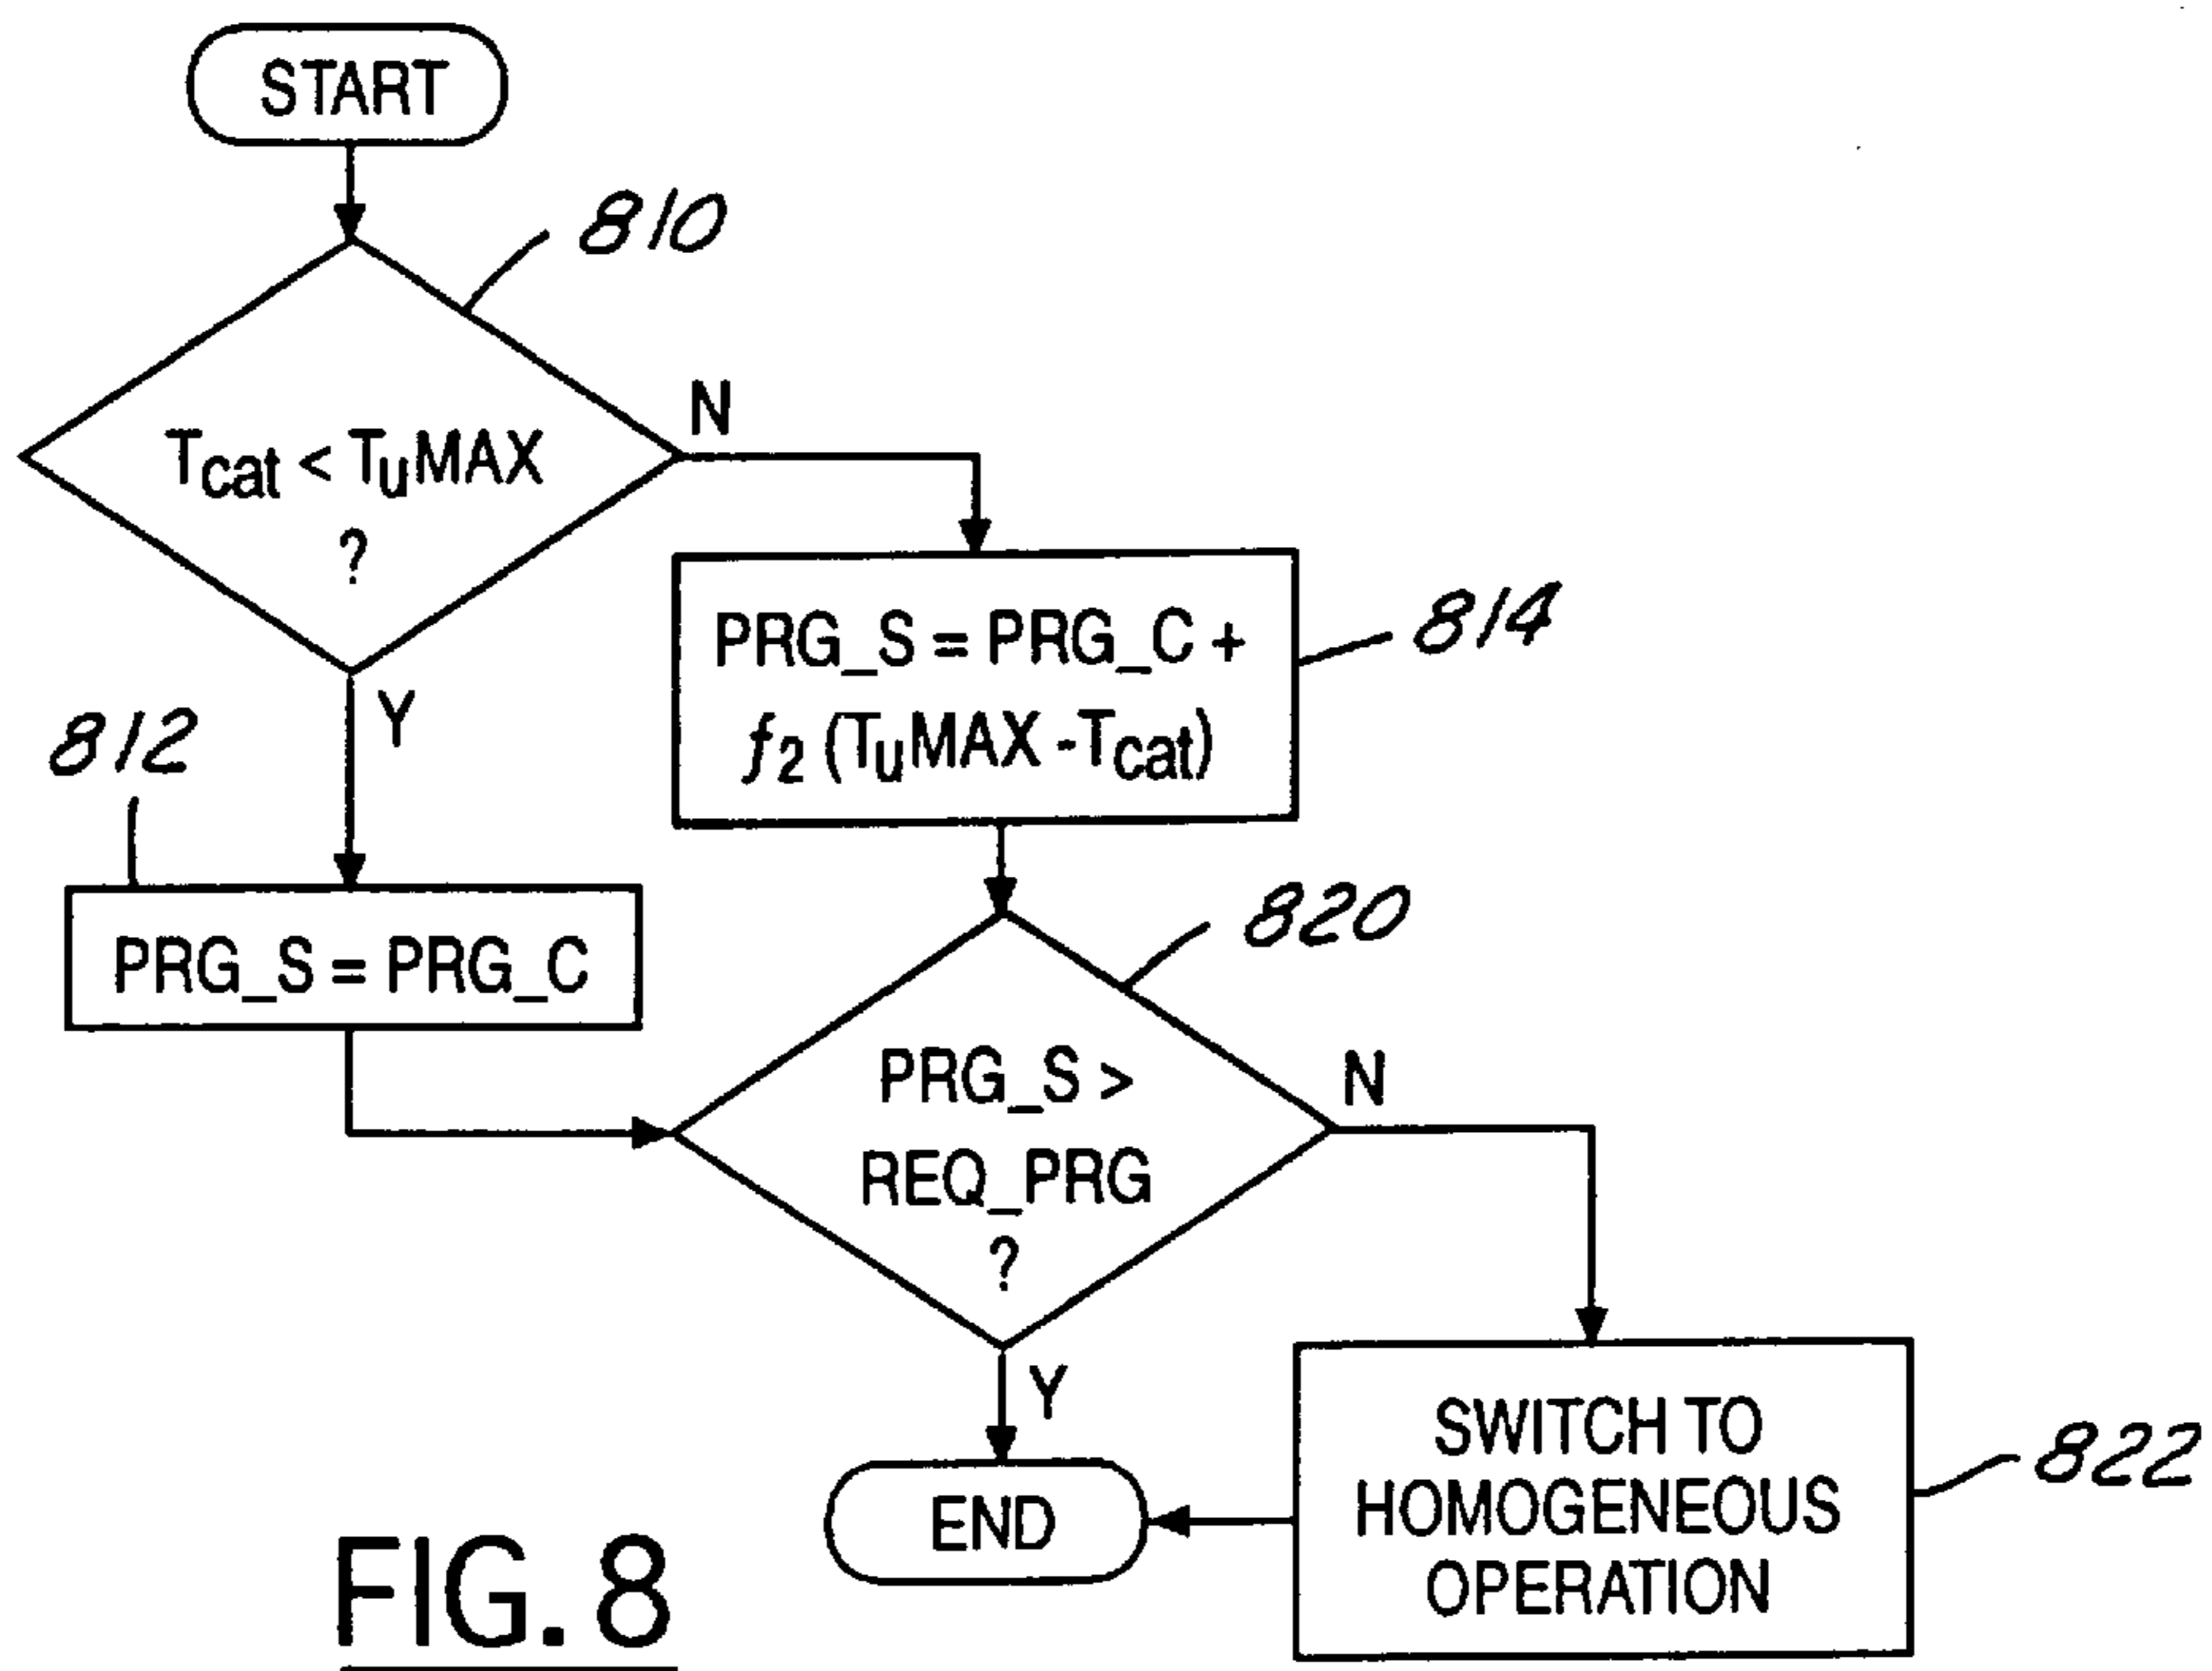 START
810
Tcat < TuMAX
?
N
Y
814
PRG_S = PRG_C +
f2 (TuMAX - Tcat)
812
PRG_S = PRG_C
820
PRG_S >
REQ_PRG
?
N
Y
SWITCH TO
HOMOGENEOUS
OPERATION
822
END
FIG. 8